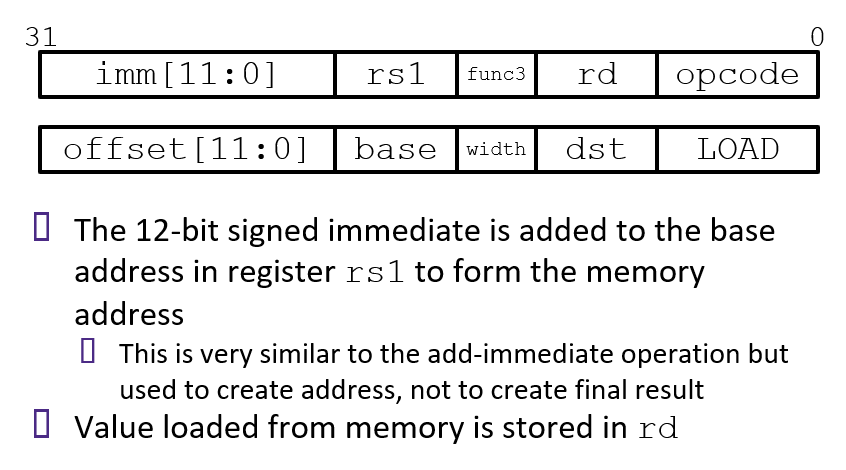 31 0
imm[11:0] rs1 func3 rd opcode
offset[11:0] base width dst LOAD
The 12-bit signed immediate is added to the base
address in register rs1 to form the memory
address
This is very similar to the add-immediate operation but
used to create address, not to create final result
Value loaded from memory is stored in rd